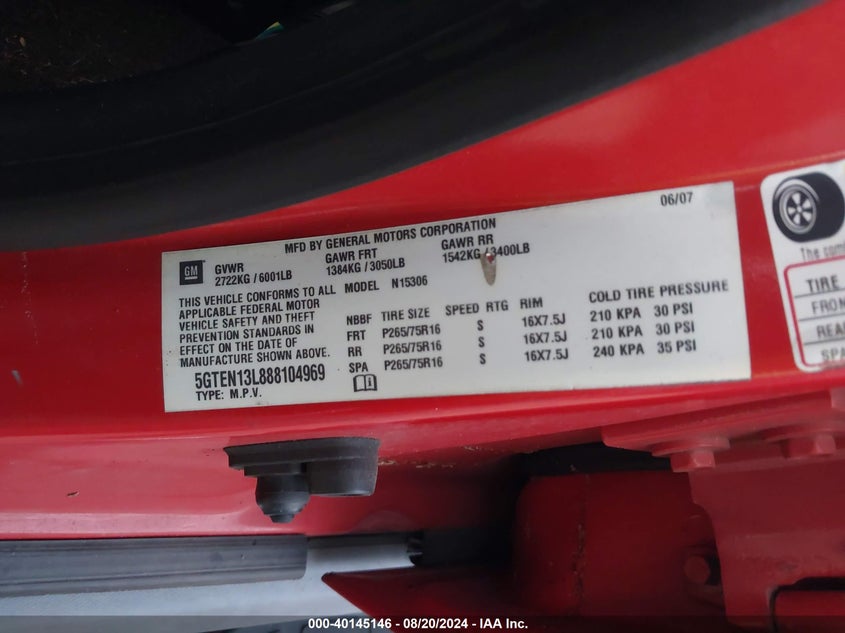 06/07
MFD BY GENERAL MOTORS CORPORATION
GM
GVWR GAWR FRT GAWR RR
2722KG / 6001LB 1384KG / 3050LB 1542KG / 3400LB
THIS VEHICLE CONFORMS TO ALL MODEL N15306
APPLICABLE FEDERAL MOTOR
VEHICLE SAFETY AND THEFT
PREVENTION STANDARDS IN
EFFECT ON THE DATE OF
MANUFACTURE SHOWN ABOVE.
5GTEN13L888104969
TYPE: M.P.V.
NBBF TIRE SIZE SPEED RTG RIM COLD TIRE PRESSURE
FRT P265/75R16 S 16X7.5J 210 KPA 30 PSI
RR P265/75R16 S 16X7.5J 210 KPA 30 PSI
SPA P265/75R16 S 16X7.5J 240 KPA 35 PSI
The com
TIRE
FRON
REA
SPA
000-40145146 - 08/20/2024 - IAA Inc.